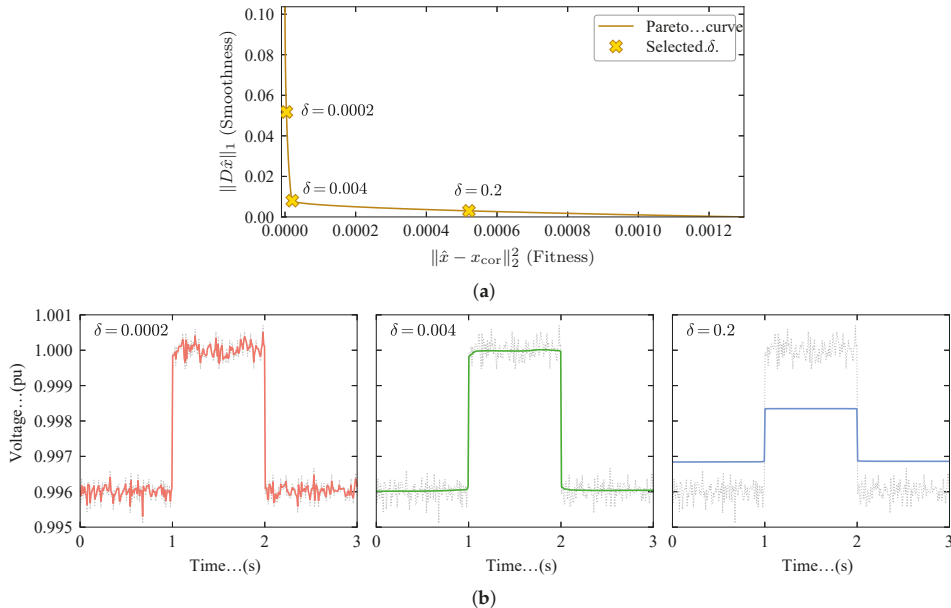 0.10
0.08
0.06
0.04
0.02
0.00
‖Dx̂‖₁ (Smoothness)
Pareto…curve
Selected.δ.
δ = 0.0002
δ = 0.004
δ = 0.2
0.0000 0.0002 0.0004 0.0006 0.0008 0.0010 0.0012
‖x̂ − x_cor‖₂² (Fitness)
(a)
1.001
1.000
0.999
0.998
0.997
0.996
0.995
Voltage…(pu)
δ = 0.0002
δ = 0.004
δ = 0.2
0 1 2 3 0 1 2 3 0 1 2 3
Time…(s) Time…(s) Time…(s)
(b)